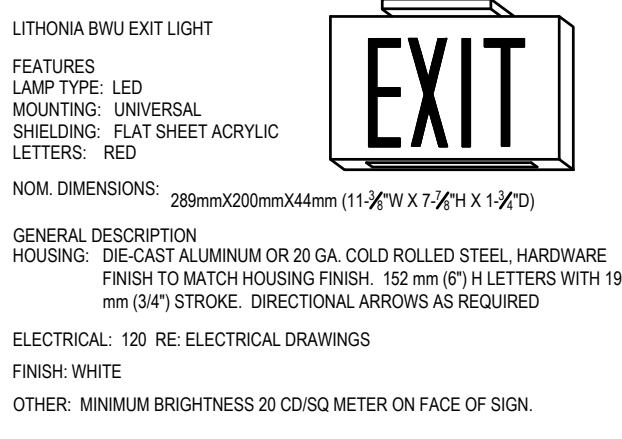 LITHONIA BWU EXIT LIGHT
EXIT
FEATURES
LAMP TYPE: LED
MOUNTING: UNIVERSAL
SHIELDING: FLAT SHEET ACRYLIC
LETTERS: RED
NOM. DIMENSIONS: 289mmX200mmX44mm (11-3/8"W X 7-7/8"H X 1-3/4"D)
GENERAL DESCRIPTION
HOUSING: DIE-CAST ALUMINUM OR 20 GA. COLD ROLLED STEEL, HARDWARE
FINISH TO MATCH HOUSING FINISH. 152 mm (6") H LETTERS WITH 19
mm (3/4") STROKE. DIRECTIONAL ARROWS AS REQUIRED
ELECTRICAL: 120 RE: ELECTRICAL DRAWINGS
FINISH: WHITE
OTHER: MINIMUM BRIGHTNESS 20 CD/SQ METER ON FACE OF SIGN.